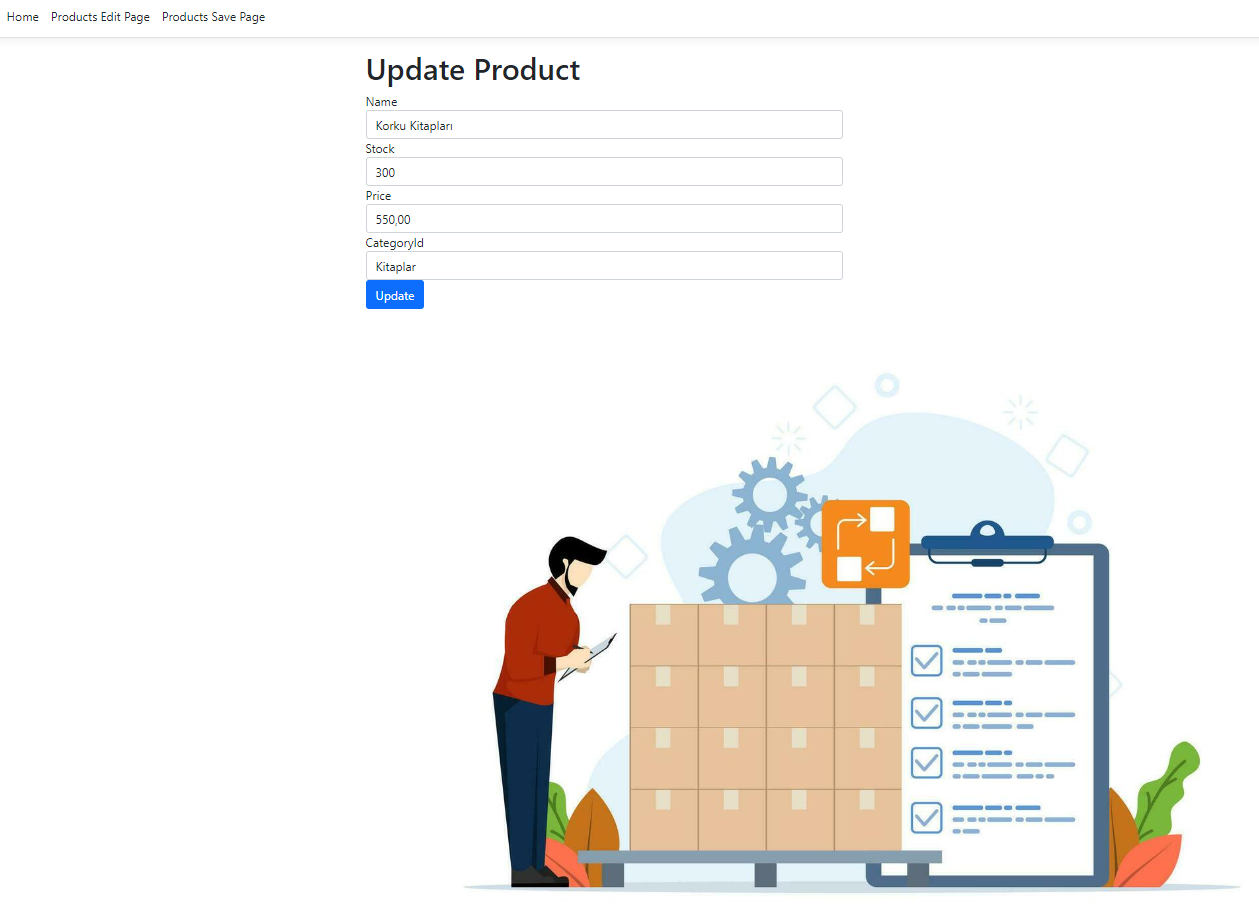 Home Products Edit Page Products Save Page
Update Product
Name
Korku Kitapları
Stock
300
Price
550,00
CategoryId
Kitaplar
Update